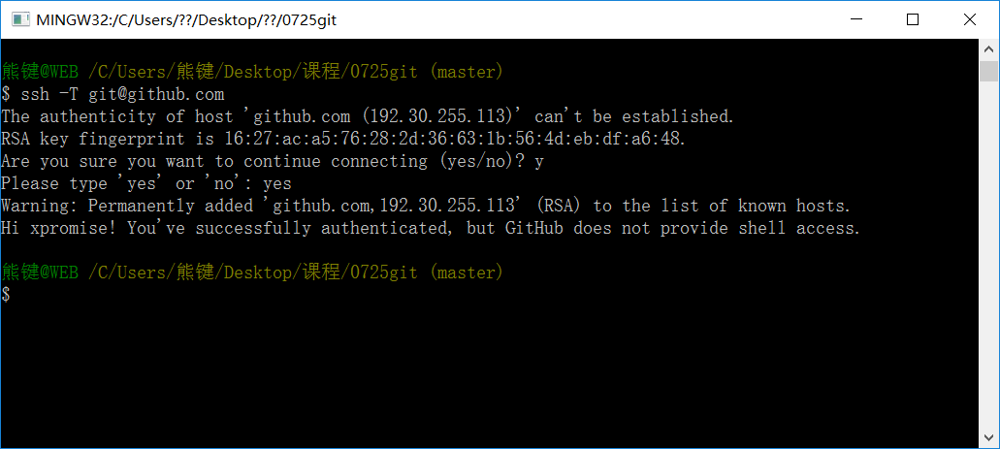 MINGW32:/C/Users/??/Desktop/??/0725git
熊键@WEB /C/Users/熊键/Desktop/课程/0725git (master)
$ ssh -T git@github.com
The authenticity of host 'github.com (192.30.255.113)' can't be established.
RSA key fingerprint is 16:27:ac:a5:76:28:2d:36:63:1b:56:4d:eb:df:a6:48.
Are you sure you want to continue connecting (yes/no)? y
Please type 'yes' or 'no': yes
Warning: Permanently added 'github.com,192.30.255.113' (RSA) to the list of known hosts.
Hi xpromise! You've successfully authenticated, but GitHub does not provide shell access.
熊键@WEB /C/Users/熊键/Desktop/课程/0725git (master)
$